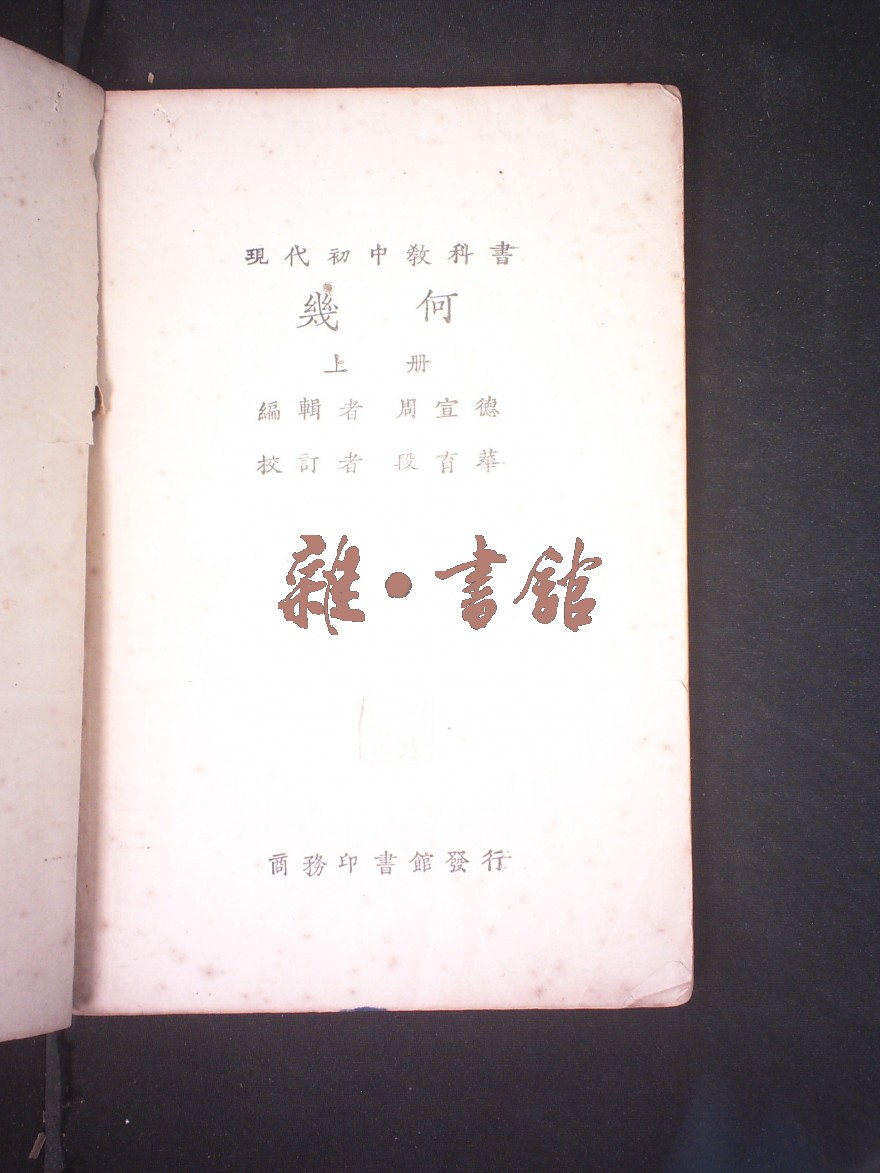 現代初中教科書
幾何
上册
編輯者 周宣德
校訂者 段育華
雜·書館
商務印書館發行